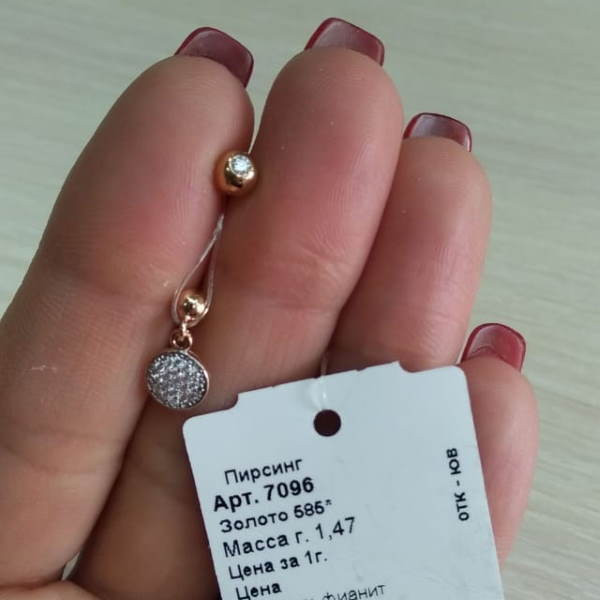 Пирсинг
Арт. 7096
Золото 585*
Масса г. 1,47
Цена за 1г.
Цена
фианит
ОТК - ЮВ